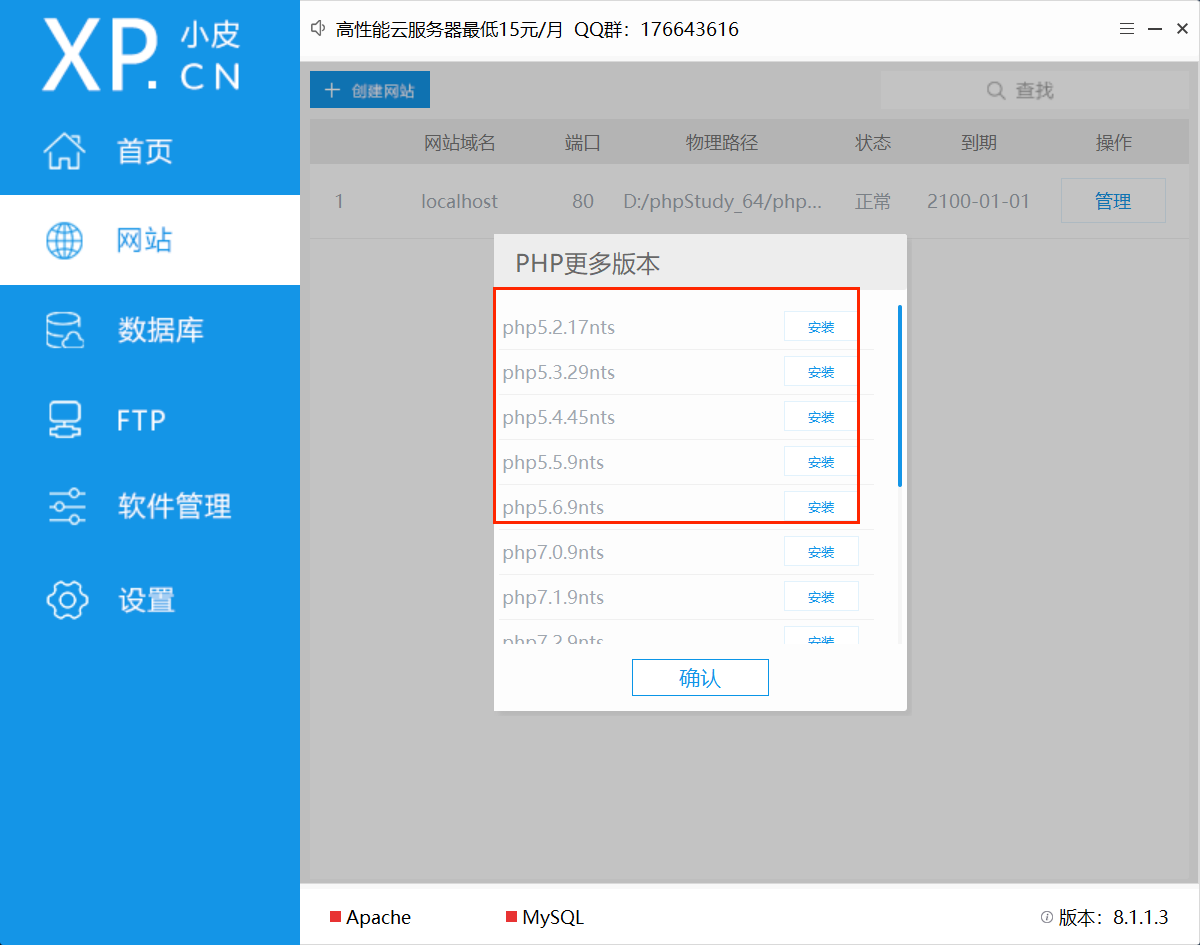 XP.小皮
CN
高性能云服务器最低15元/月 QQ群：176643616
首页
网站
数据库
FTP
软件管理
设置
创建网站
查找
网站域名 端口 物理路径 状态 到期 操作
1 localhost 80 D:/phpStudy_64/php... 正常 2100-01-01 管理
PHP更多版本
php5.2.17nts 安装
php5.3.29nts 安装
php5.4.45nts 安装
php5.5.9nts 安装
php5.6.9nts 安装
php7.0.9nts 安装
php7.1.9nts 安装
php7.2.9nts 安装
确认
Apache MySQL 版本：8.1.1.3